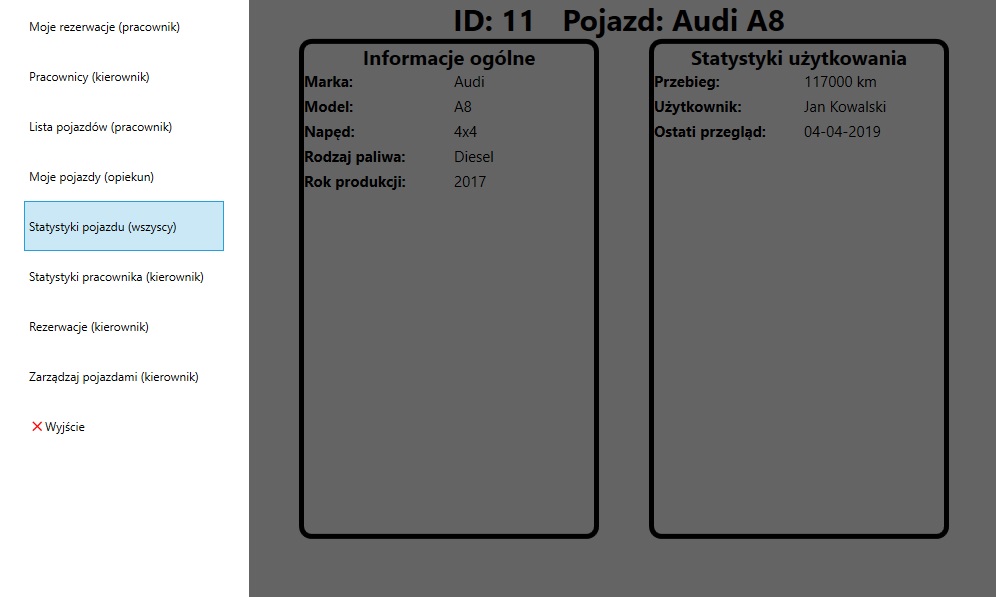 Moje rezerwacje (pracownik)
Pracownicy (kierownik)
Lista pojazdów (pracownik)
Moje pojazdy (opiekun)
Statystyki pojazdu (wszyscy)
Statystyki pracownika (kierownik)
Rezerwacje (kierownik)
Zarządzaj pojazdami (kierownik)
Wyjście
ID: 11 Pojazd: Audi A8
Informacje ogólne
Marka: Audi
Model: A8
Napęd: 4x4
Rodzaj paliwa: Diesel
Rok produkcji: 2017
Statystyki użytkowania
Przebieg: 117000 km
Użytkownik: Jan Kowalski
Ostati przegląd: 04-04-2019